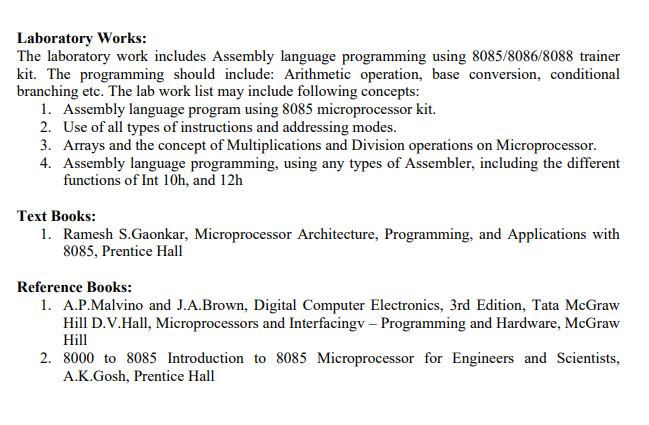 Laboratory Works:
The laboratory work includes Assembly language programming using 8085/8086/8088 trainer
kit. The programming should include: Arithmetic operation, base conversion, conditional
branching etc. The lab work list may include following concepts:
1. Assembly language program using 8085 microprocessor kit.
2. Use of all types of instructions and addressing modes.
3. Arrays and the concept of Multiplications and Division operations on Microprocessor.
4. Assembly language programming, using any types of Assembler, including the different
functions of Int 10h, and 12h
Text Books:
1. Ramesh S.Gaonkar, Microprocessor Architecture, Programming, and Applications with
8085, Prentice Hall
Reference Books:
1. A.P.Malvino and J.A.Brown, Digital Computer Electronics, 3rd Edition, Tata McGraw
Hill D.V.Hall, Microprocessors and Interfacingv – Programming and Hardware, McGraw
Hill
2. 8000 to 8085 Introduction to 8085 Microprocessor for Engineers and Scientists,
A.K.Gosh, Prentice Hall